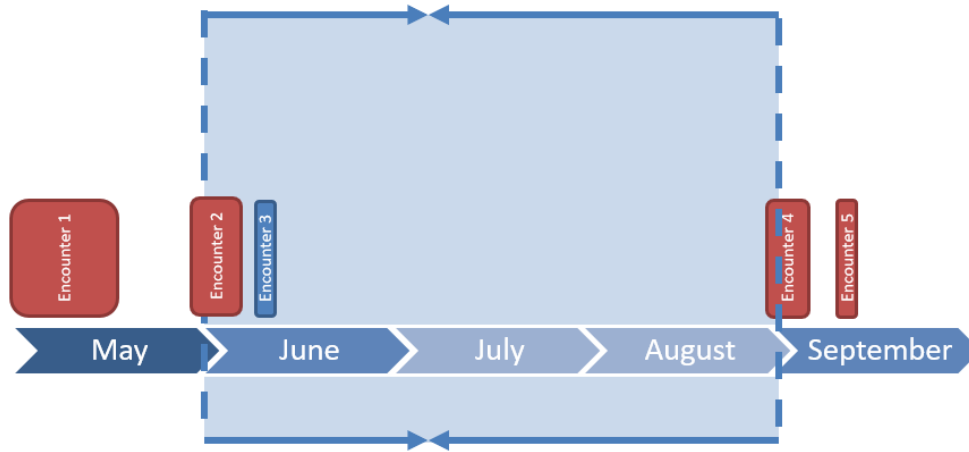 Encounter 1
Encounter 2
Encounter 3
Encounter 4
Encounter 5
May
June
July
August
September